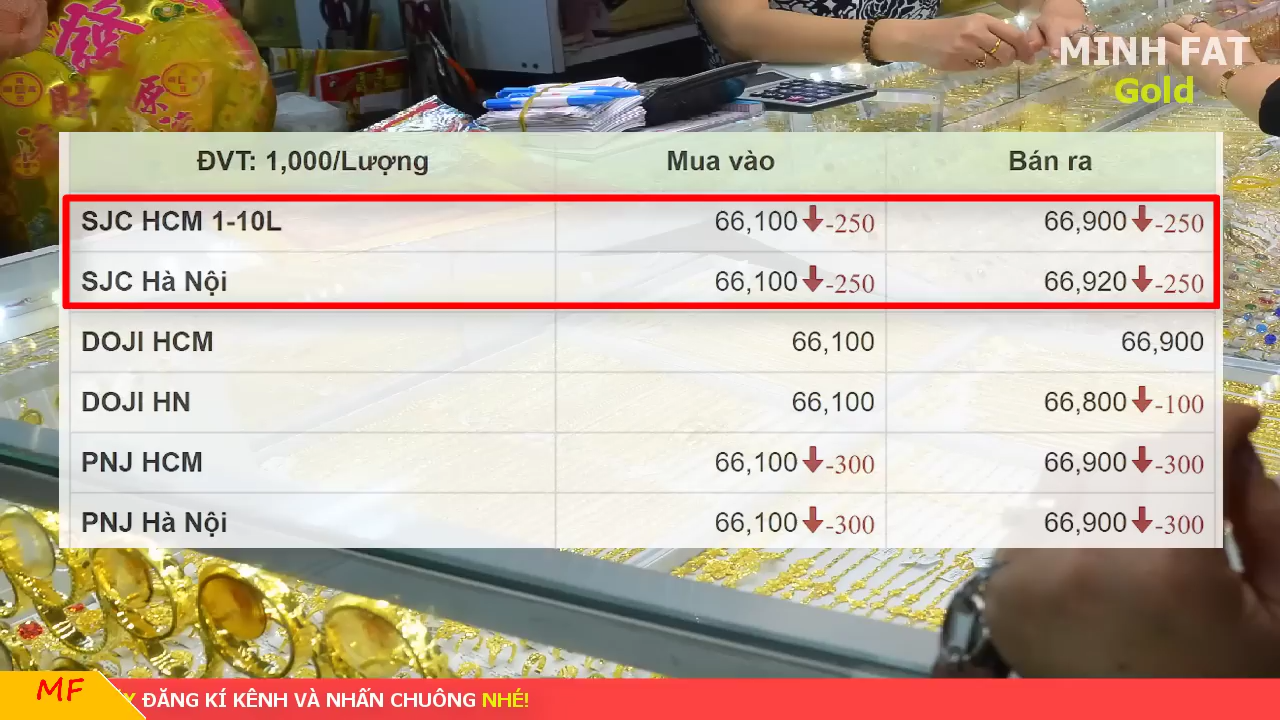 發
財
原
MINH FAT
Gold
ĐVT: 1,000/Lượng Mua vào Bán ra
SJC HCM 1-10L 66,100 -250 66,900 -250
SJC Hà Nội 66,100 -250 66,920 -250
DOJI HCM 66,100 66,900
DOJI HN 66,100 66,800 -100
PNJ HCM 66,100 -300 66,900 -300
PNJ Hà Nội 66,100 -300 66,900 -300
MF ĐĂNG KÍ KÊNH VÀ NHẤN CHUÔNG NHÉ!